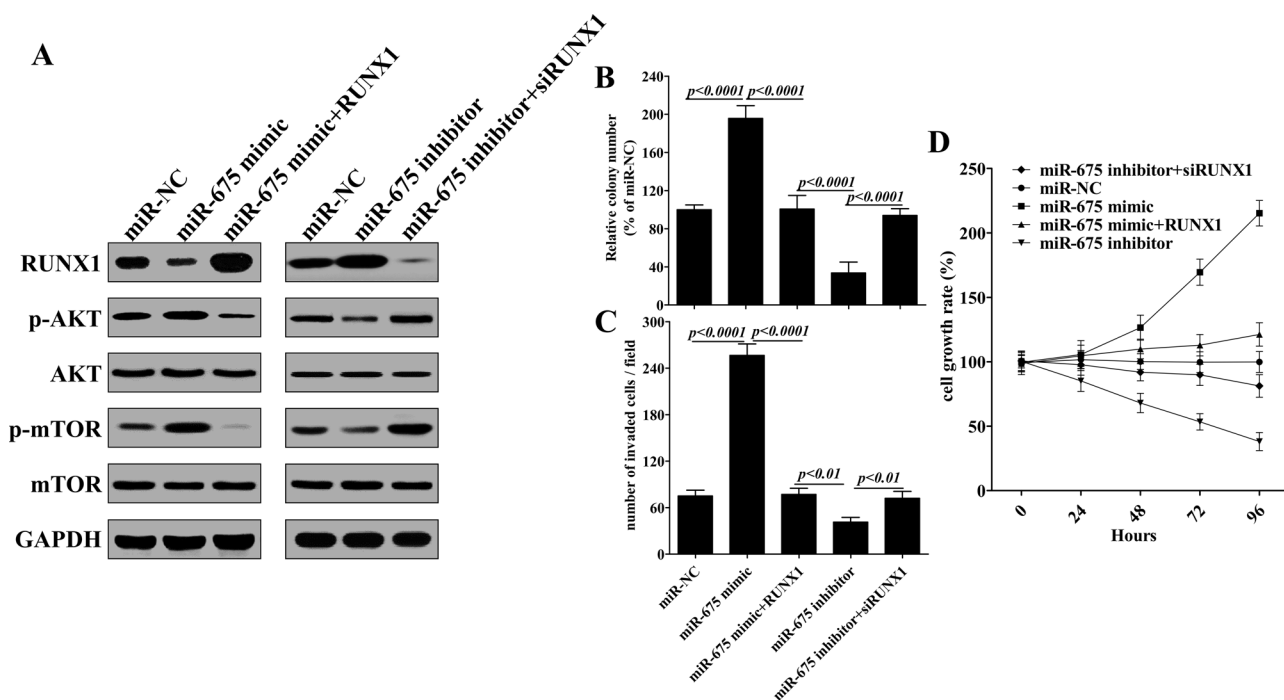 A
miR-NC
miR-675 mimic
miR-675 mimic+RUNX1
miR-NC
miR-675 inhibitor
miR-675 inhibitor+siRUNX1
RUNX1
p-AKT
AKT
p-mTOR
mTOR
GAPDH
B
Relative colony number
(% of miR-NC)
240
200
160
120
80
40
0
p<0.0001
p<0.0001
p<0.0001
p<0.0001
C
number of invaded cells / field
300
240
180
120
60
0
p<0.0001
p<0.0001
p<0.01
p<0.01
miR-NC
miR-675 mimic
miR-675 mimic+RUNX1
miR-675 inhibitor
miR-675 inhibitor+siRUNX1
D
cell growth rate (%)
250
200
150
100
50
0
miR-675 inhibitor+siRUNX1
miR-NC
miR-675 mimic
miR-675 mimic+RUNX1
miR-675 inhibitor
0
24
48
72
96
Hours